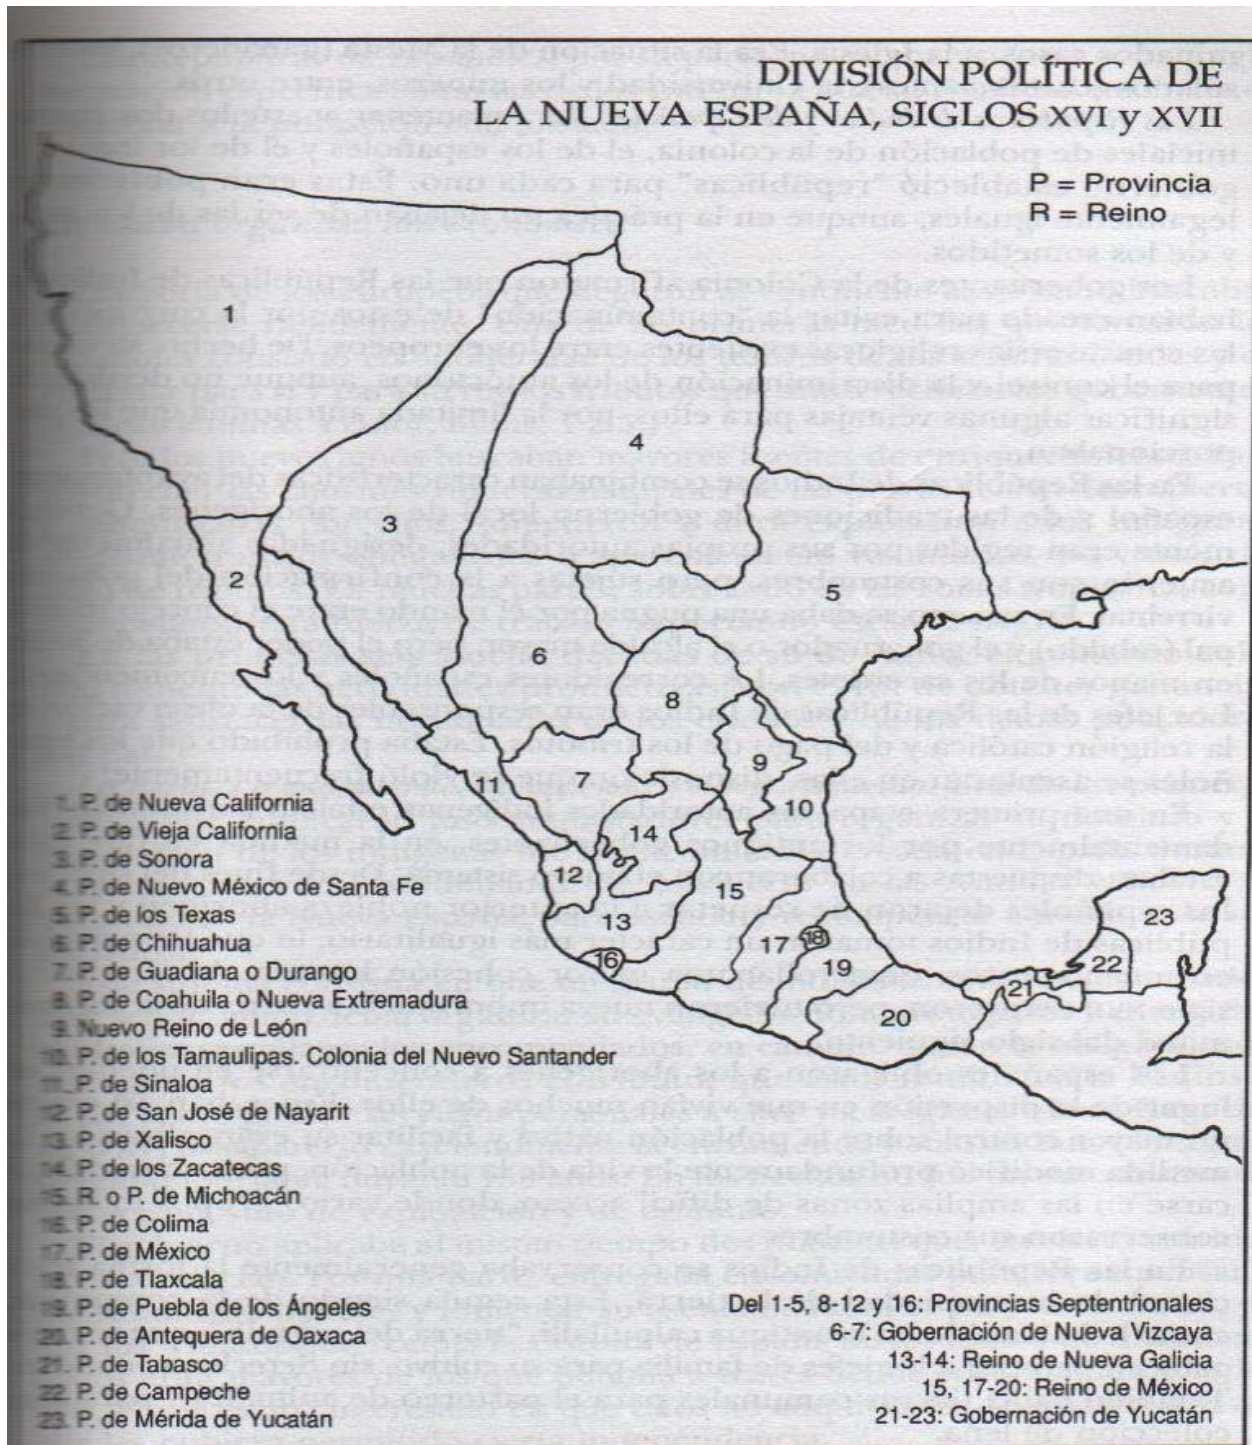 DIVISIÓN POLÍTICA DE
LA NUEVA ESPAÑA, SIGLOS XVI y XVII
P = Provincia
R = Reino
1
4
3
2
5
6
8
9
7
11
10
14
12
15
23
13
17
18
22
16
19
21
20
1. P. de Nueva California
2. P. de Vieja California
3. P. de Sonora
4. P. de Nuevo México de Santa Fe
5. P. de los Texas
6. P. de Chihuahua
7. P. de Guadiana o Durango
8. P. de Coahuila o Nueva Extremadura
9. Nuevo Reino de León
10. P. de los Tamaulipas. Colonia del Nuevo Santander
11. P. de Sinaloa
12. P. de San José de Nayarit
13. P. de Xalisco
14. P. de los Zacatecas
15. R. o P. de Michoacán
16. P. de Colima
17. P. de México
18. P. de Tlaxcala
19. P. de Puebla de los Ángeles
20. P. de Antequera de Oaxaca
21. P. de Tabasco
22. P. de Campeche
23. P. de Mérida de Yucatán
Del 1-5, 8-12 y 16: Provincias Septentrionales
6-7: Gobernación de Nueva Vizcaya
13-14: Reino de Nueva Galicia
15, 17-20: Reino de México
21-23: Gobernación de Yucatán